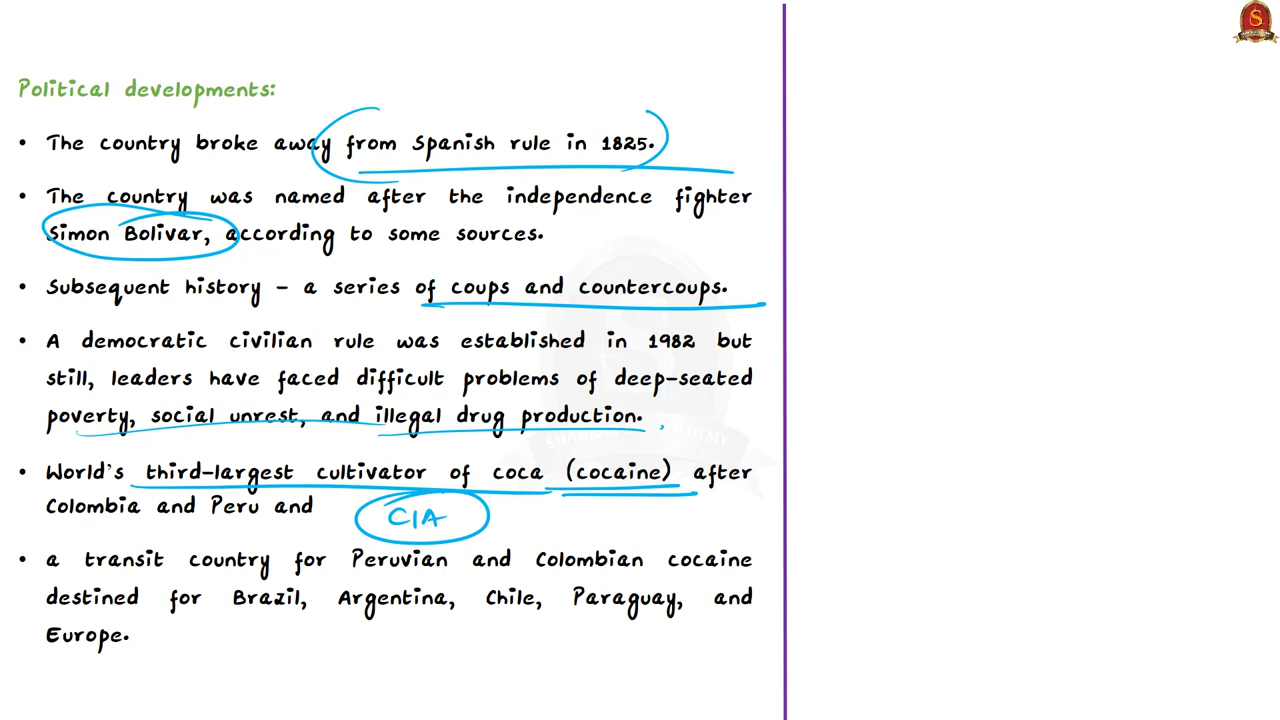 Political developments:
• The country broke away from Spanish rule in 1825.
• The country was named after the independence fighter
Simon Bolivar, according to some sources.
• Subsequent history – a series of coups and countercoups.
• A democratic civilian rule was established in 1982 but
still, leaders have faced difficult problems of deep-seated
poverty, social unrest, and illegal drug production.
• World's third-largest cultivator of coca (cocaine) after
Colombia and Peru and
CIA
• a transit country for Peruvian and Colombian cocaine
destined for Brazil, Argentina, Chile, Paraguay, and
Europe.